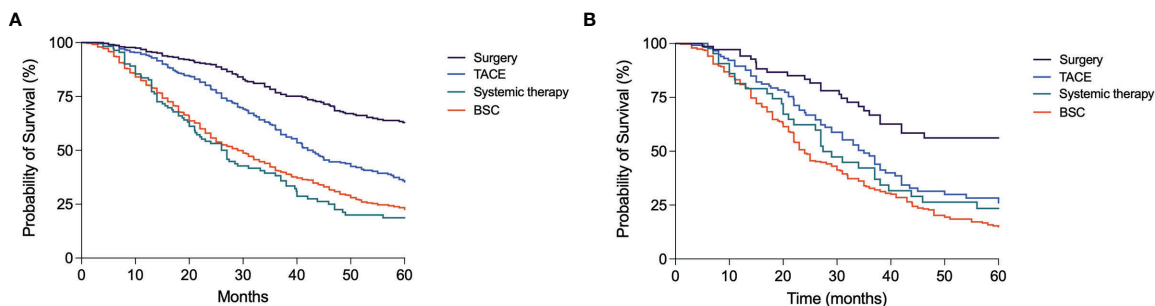 A
Probability of Survival (%)
100
75
50
25
0
0 10 20 30 40 50 60
Months
Surgery
TACE
Systemic therapy
BSC
B
Probability of Survival (%)
100
75
50
25
0
0 10 20 30 40 50 60
Time (months)
Surgery
TACE
Systemic therapy
BSC